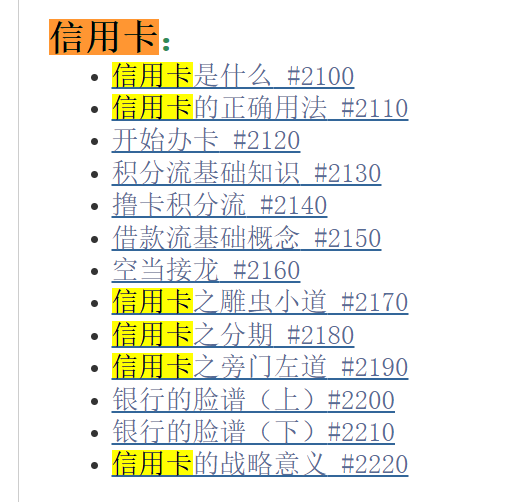 信用卡：
信用卡是什么 #2100
信用卡的正确用法 #2110
开始办卡 #2120
积分流基础知识 #2130
撸卡积分流 #2140
借款流基础概念 #2150
空当接龙 #2160
信用卡之雕虫小道 #2170
信用卡之分期 #2180
信用卡之旁门左道 #2190
银行的脸谱（上）#2200
银行的脸谱（下）#2210
信用卡的战略意义 #2220